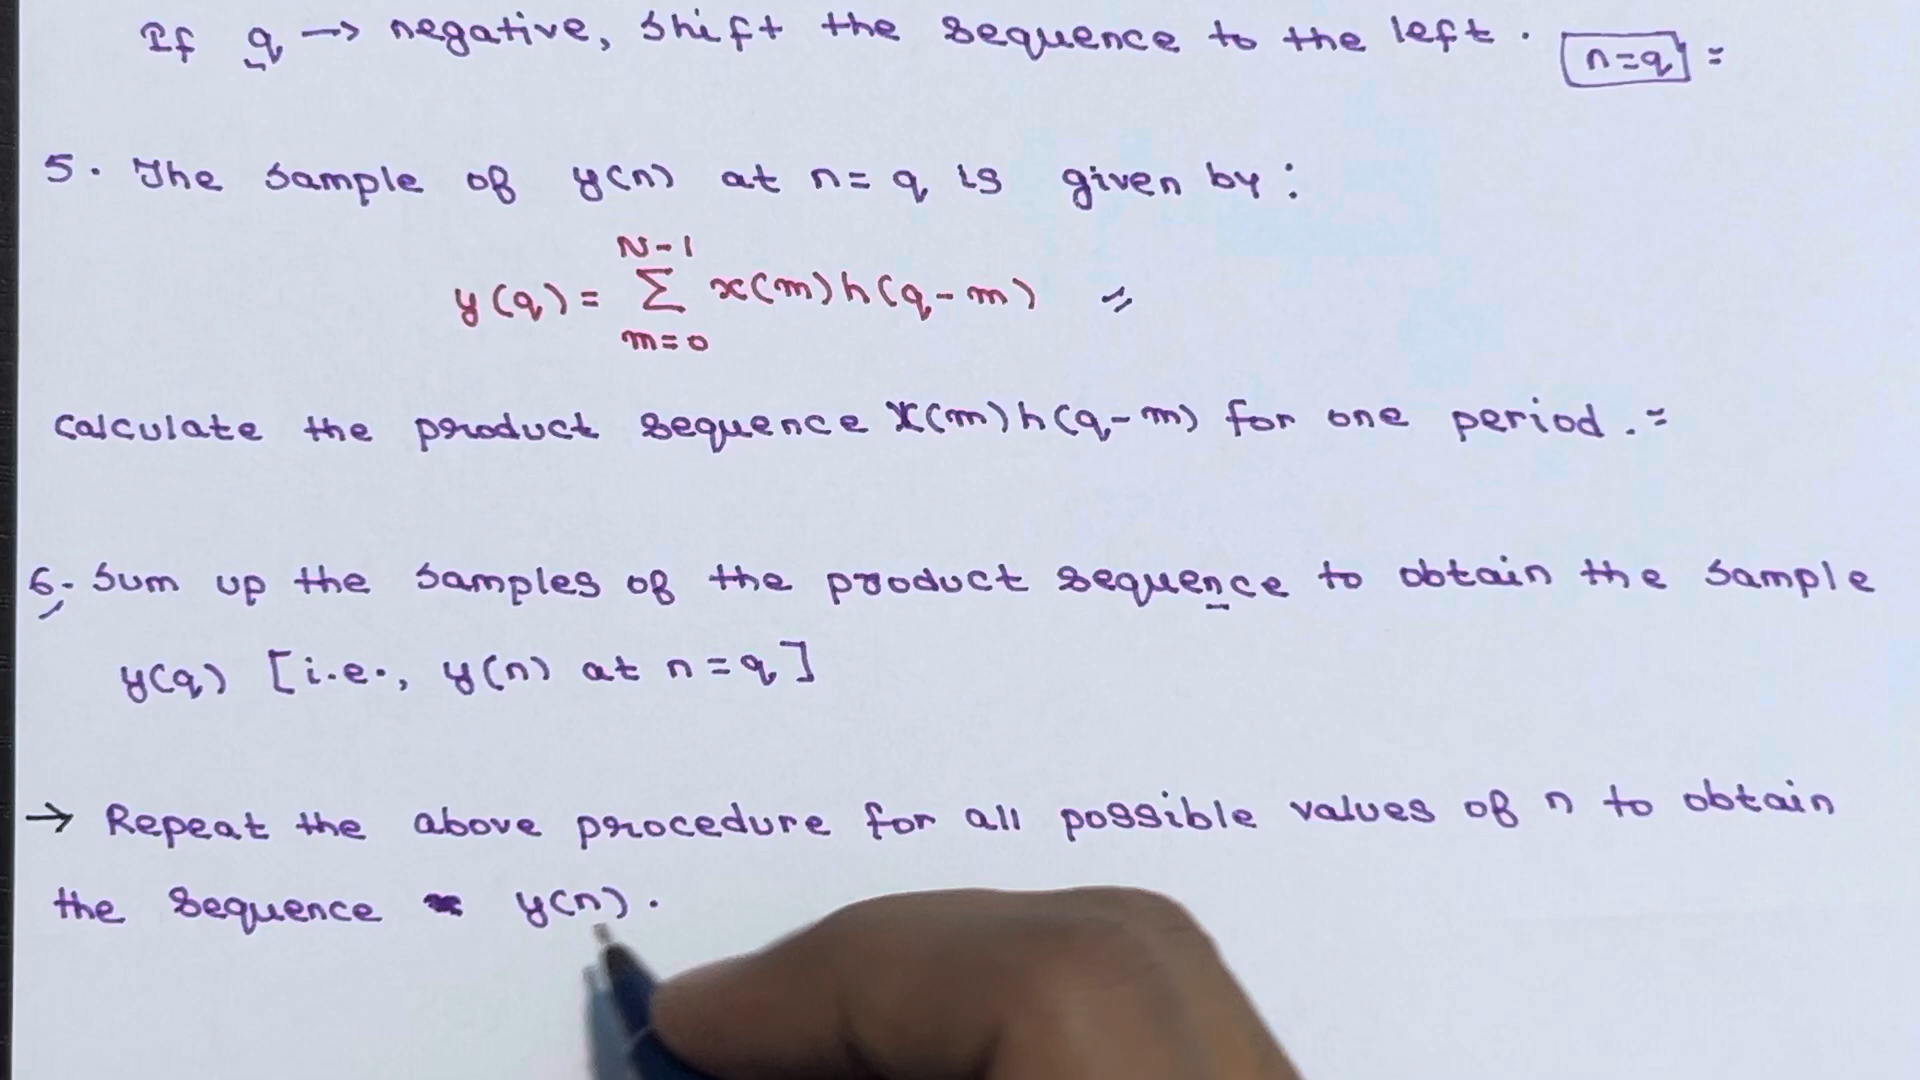 If q → negative, shift the sequence to the left. n=q =
5. The sample of y(n) at n= q is given by:
N-1
y(q) = Σ x(m)h(q-m) =
m=0
calculate the product sequence x(m)h(q-m) for one period. =
6. Sum up the samples of the product sequence to obtain the sample
y(q) [i.e., y(n) at n=q]
→ Repeat the above procedure for all possible values of n to obtain
the sequence y(n).